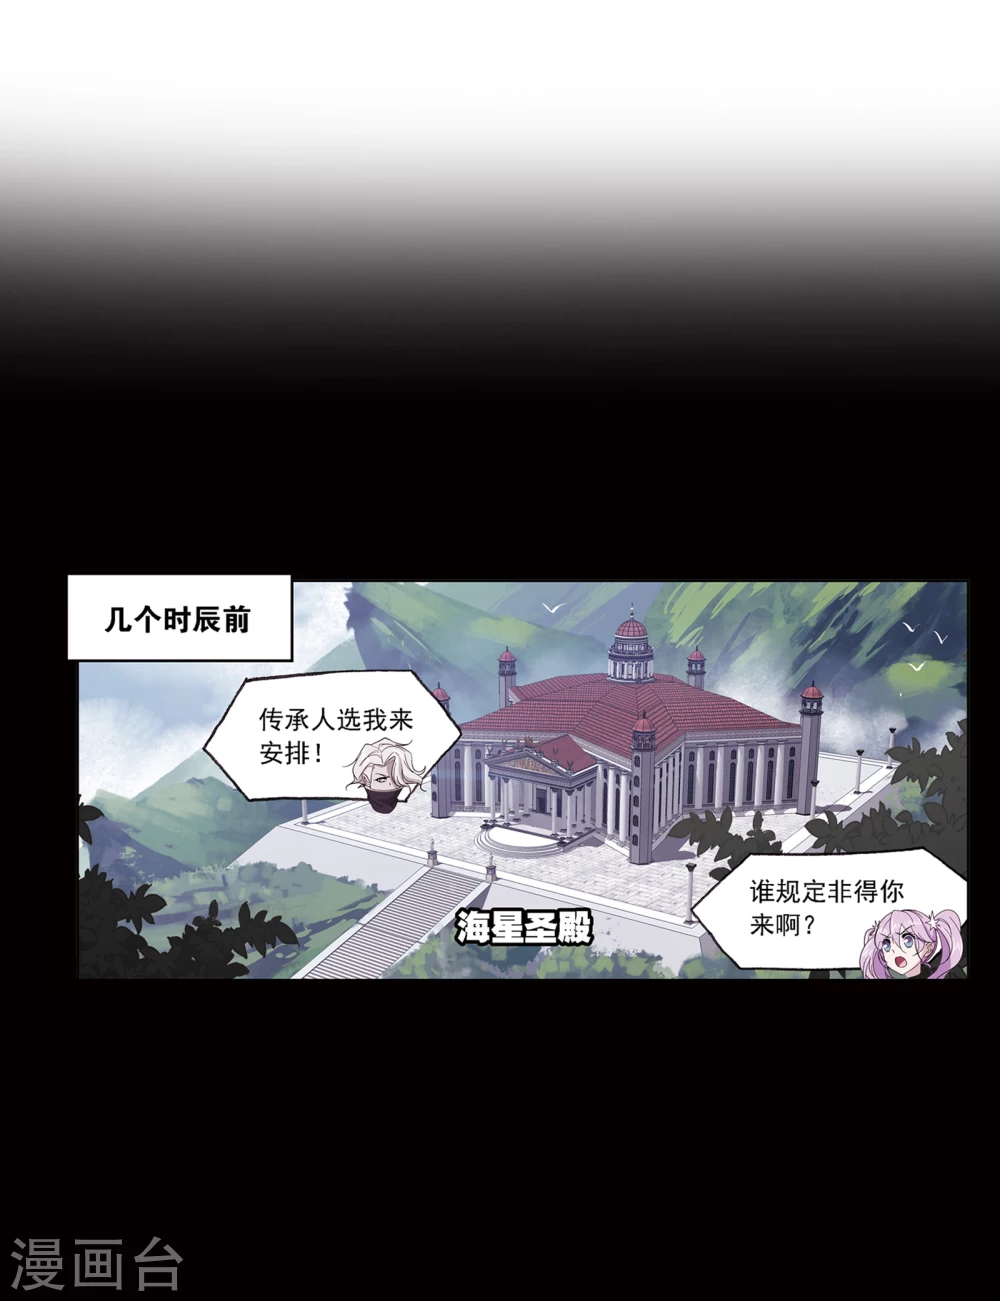 几个时辰前
传承人选我来
安排！
谁规定非得你
来啊？
海星圣殿
漫画台